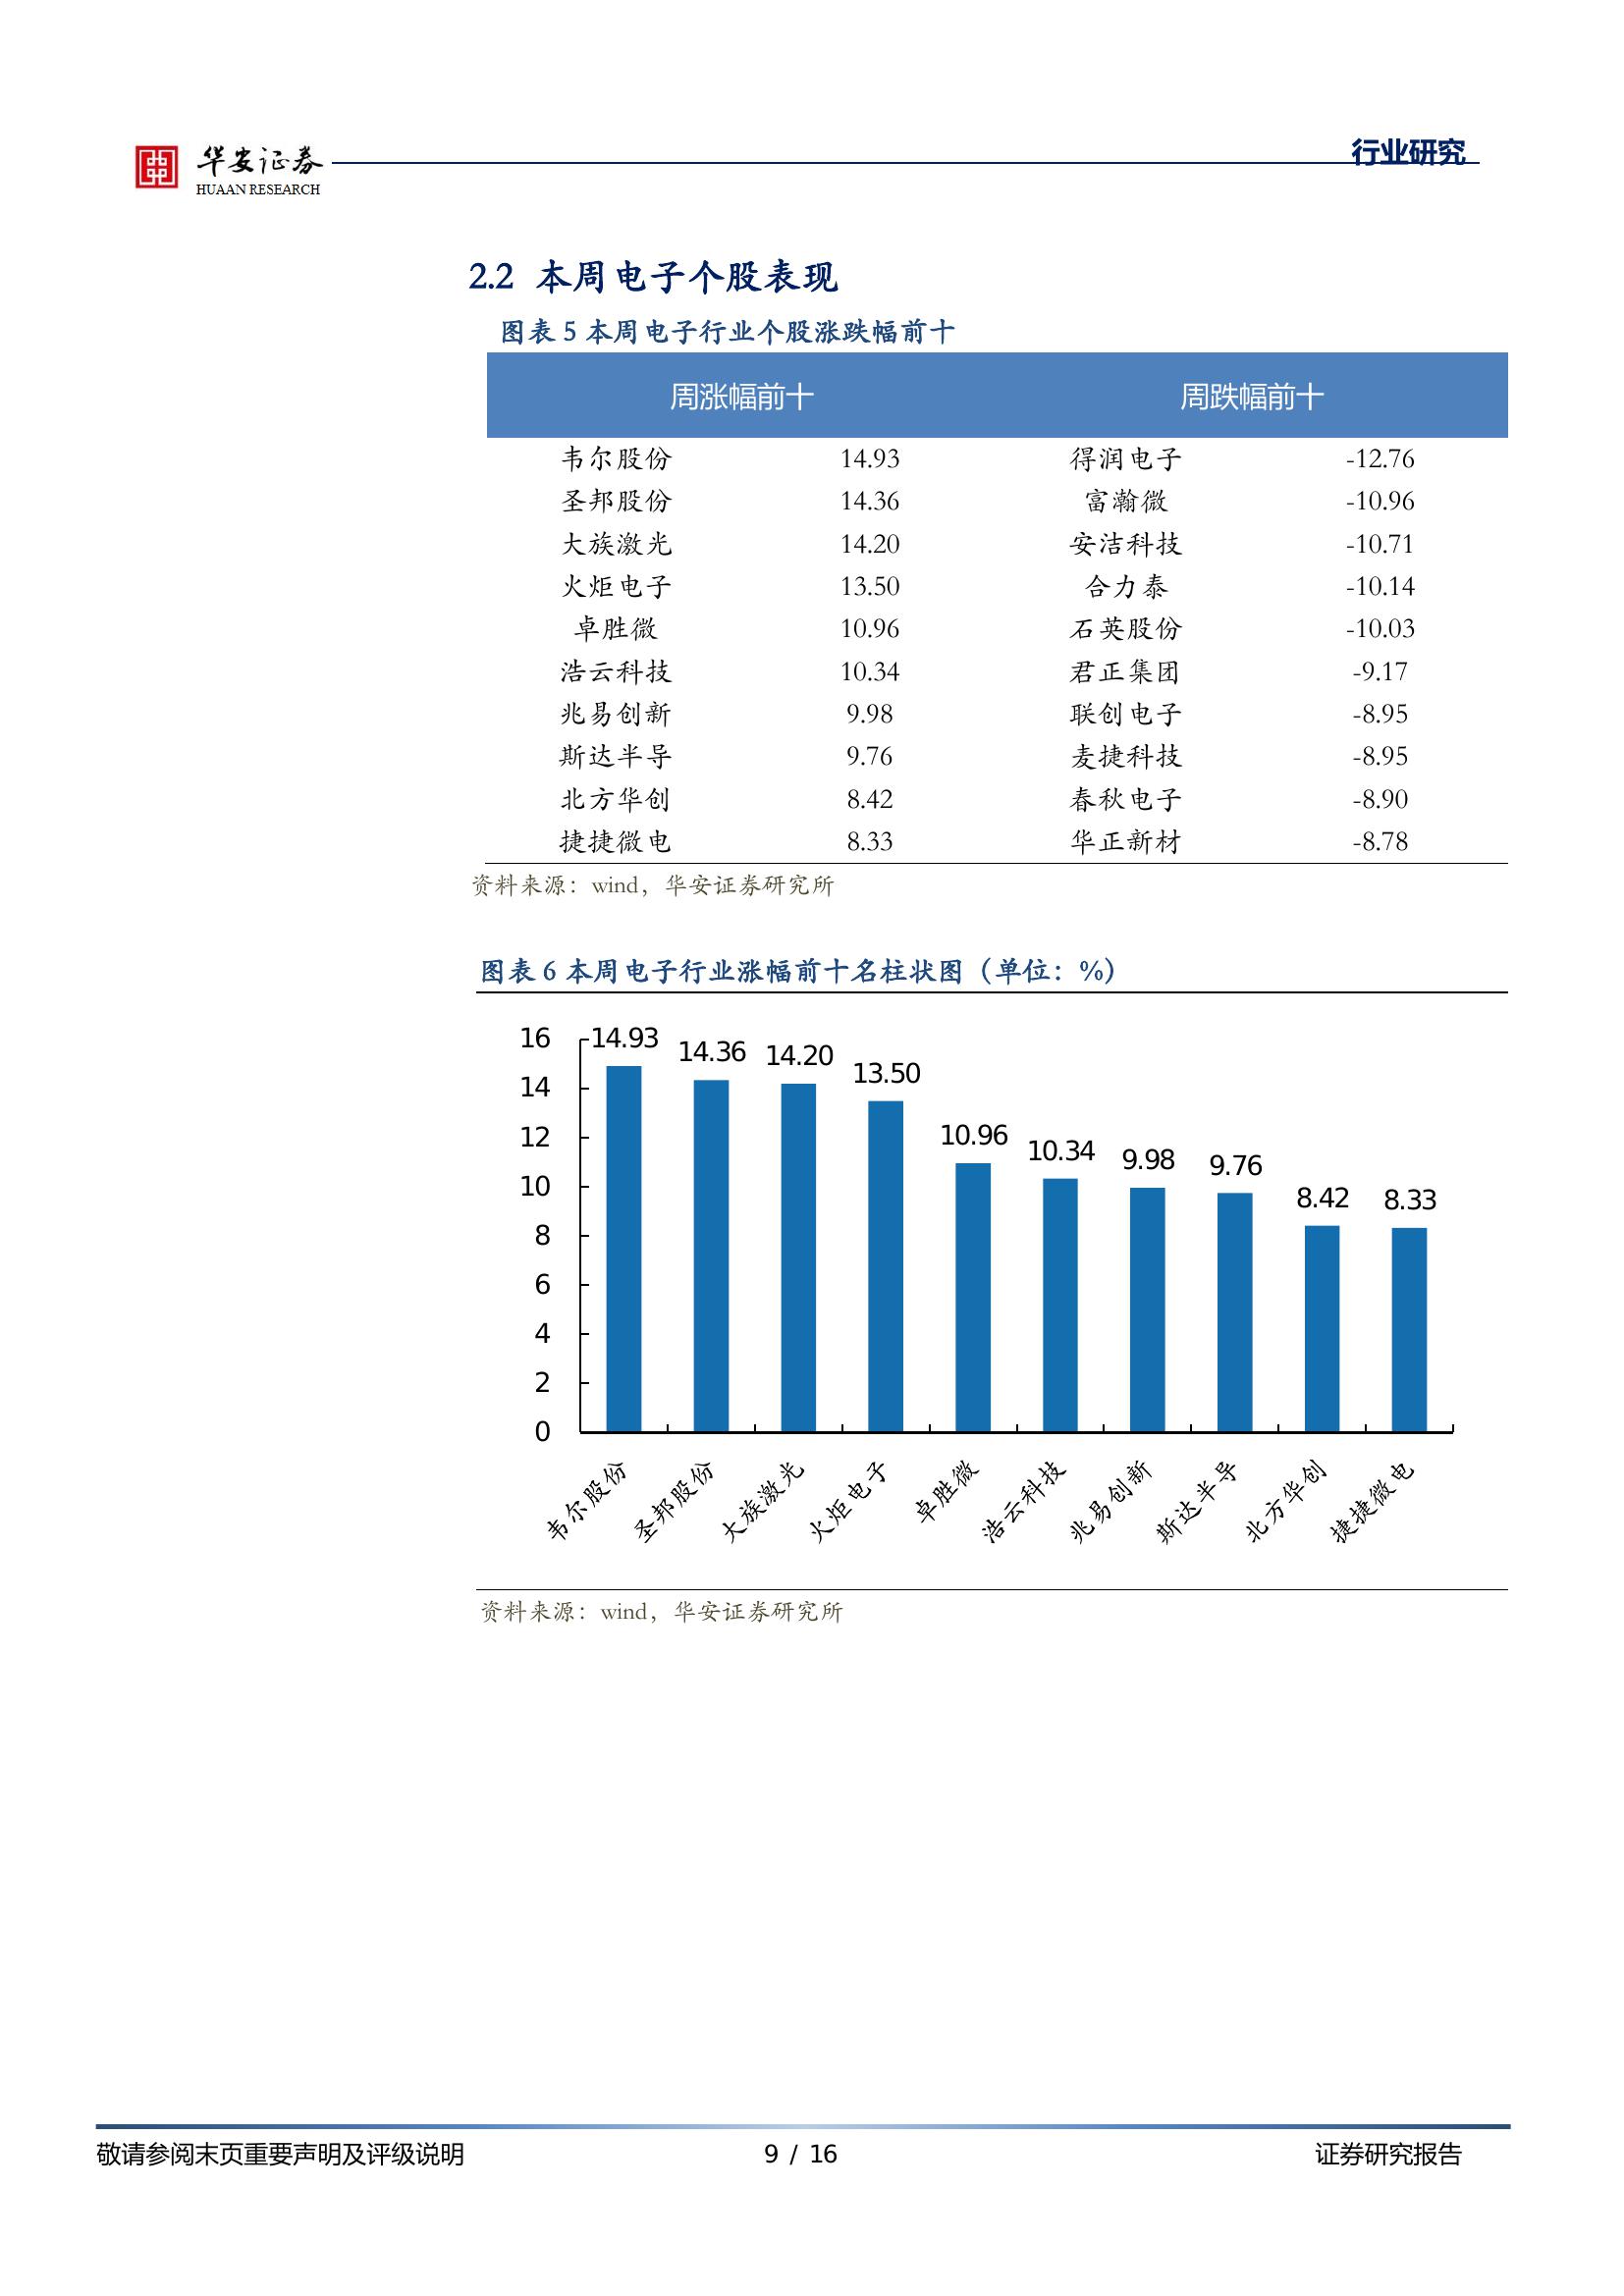 华安证券
HUAAN RESEARCH
行业研究
2.2 本周电子个股表现
图表 5 本周电子行业个股涨跌幅前十
周涨幅前十 周跌幅前十
韦尔股份 14.93 得润电子 -12.76
圣邦股份 14.36 富瀚微 -10.96
大族激光 14.20 安洁科技 -10.71
火炬电子 13.50 合力泰 -10.14
卓胜微 10.96 石英股份 -10.03
浩云科技 10.34 君正集团 -9.17
兆易创新 9.98 联创电子 -8.95
斯达半导 9.76 麦捷科技 -8.95
北方华创 8.42 春秋电子 -8.90
捷捷微电 8.33 华正新材 -8.78
资料来源：wind，华安证券研究所
图表 6 本周电子行业涨幅前十名柱状图（单位：%）
16
14
12
10
8
6
4
2
0
14.93 14.36 14.20 13.50 10.96 10.34 9.98 9.76 8.42 8.33
韦尔股份 圣邦股份 大族激光 火炬电子 卓胜微 浩云科技 兆易创新 斯达半导 北方华创 捷捷微电
资料来源：wind，华安证券研究所
敬请参阅末页重要声明及评级说明 9 / 16 证券研究报告